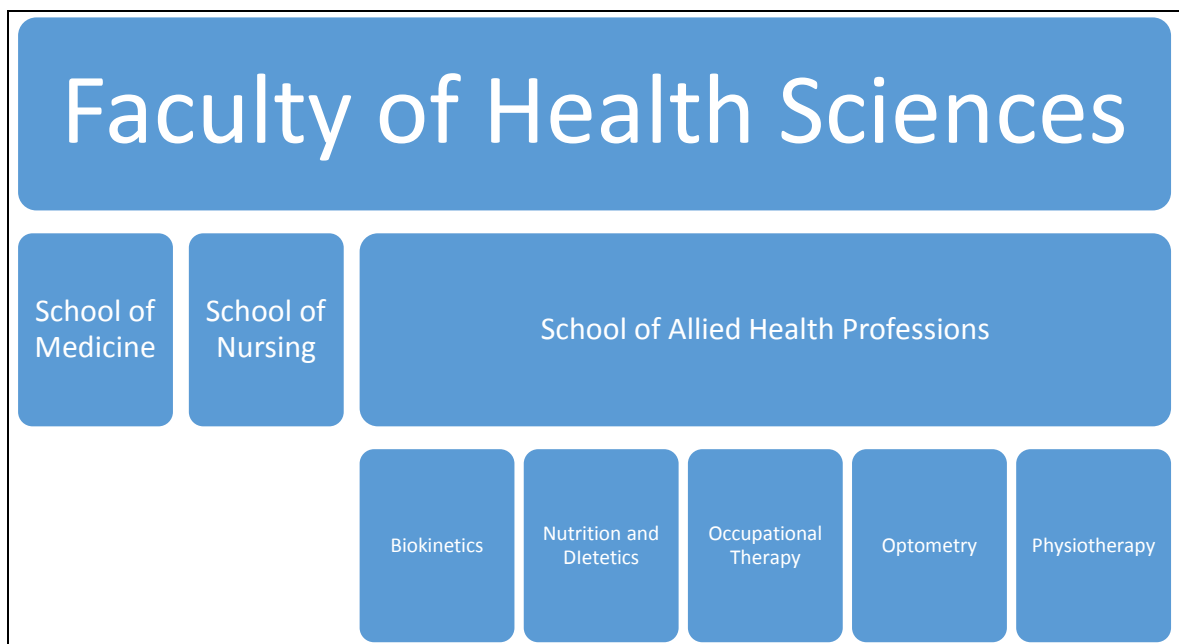 Faculty of Health Sciences
School of
Medicine
School of
Nursing
School of Allied Health Professions
Biokinetics
Nutrition and
DIetetics
Occupational
Therapy
Optometry
Physiotherapy